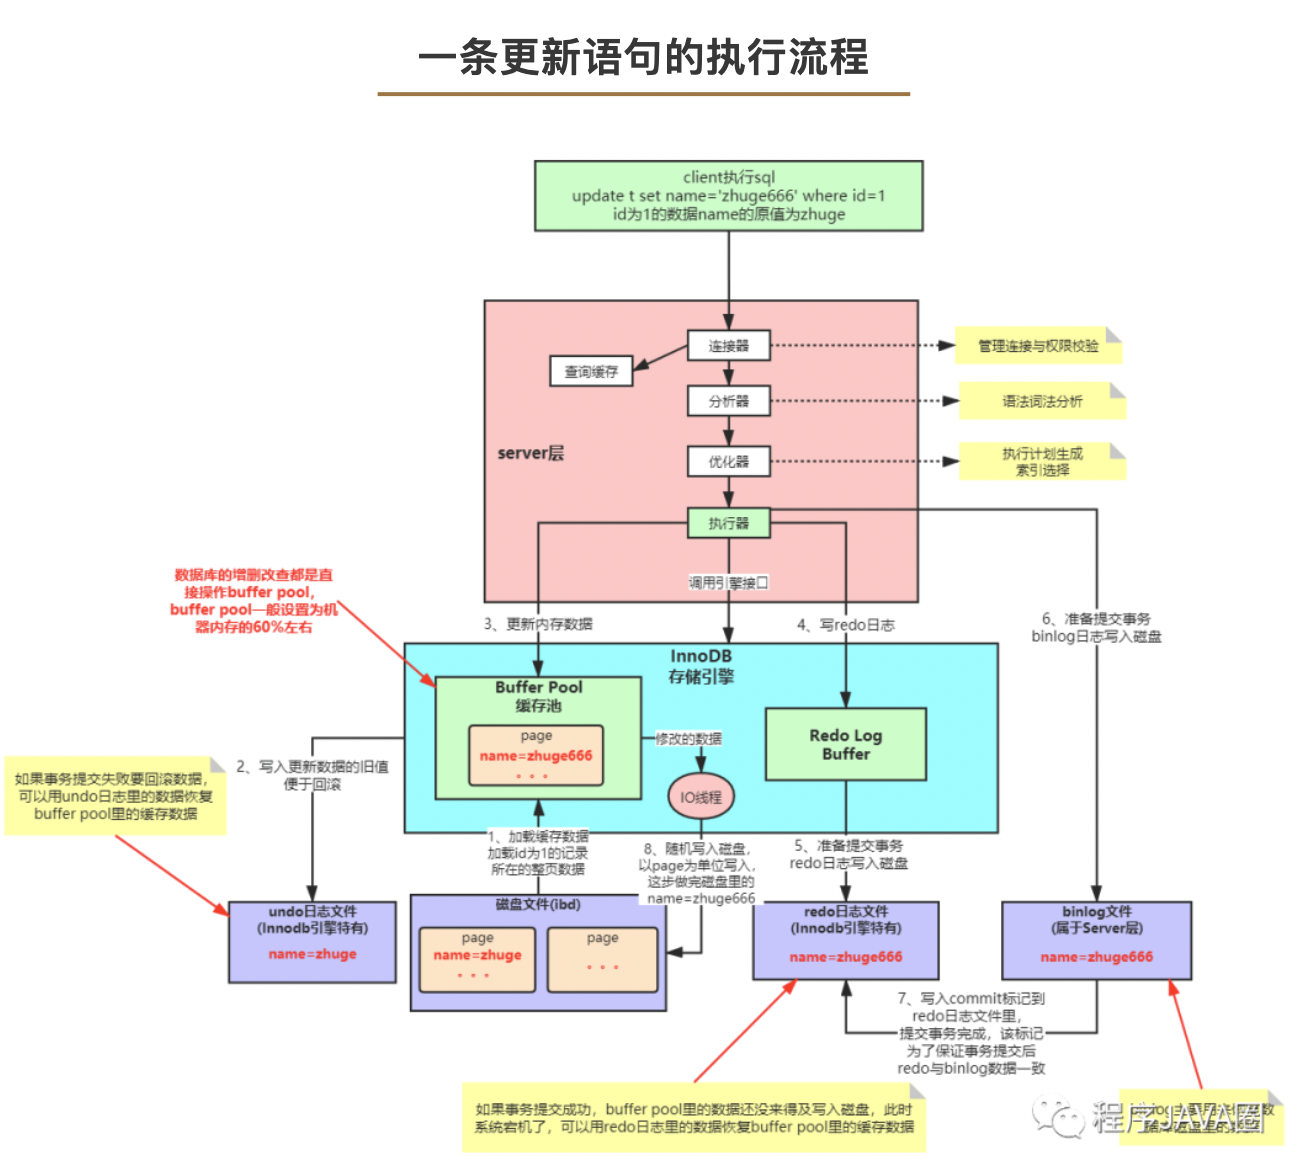 一条更新语句的执行流程
client执行sql
update t set name='zhuge666' where id=1
id为1的数据name的原值为zhuge
连接器
管理连接与权限校验
查询缓存
分析器
语法词法分析
server层
优化器
执行计划生成
索引选择
执行器
调用引擎接口
数据库的增删改查都是直
接操作buffer pool,
buffer pool一般设置为机
器内存的60%左右
3、更新内存数据
4、写redo日志
6、准备提交事务
binlog日志写入磁盘
InnoDB
存储引擎
Buffer Pool
缓存池
page
name=zhuge666
. . .
修改的数据
IO线程
Redo Log
Buffer
2、写入更新数据的旧值
便于回滚
如果事务提交失败要回滚数据,
可以用undo日志里的数据恢复
buffer pool里的缓存数据
1、加载缓存数据
加载id为1的记录
所在的整页数据
8、随机写入磁盘,
以page为单位写入,
这步做完磁盘里的
name=zhuge666
5、准备提交事务
redo日志写入磁盘
undo日志文件
(Innodb引擎特有)
name=zhuge
磁盘文件(ibd)
page
name=zhuge
. . .
page
. . .
redo日志文件
(Innodb引擎特有)
name=zhuge666
binlog文件
(属于Server层)
name=zhuge666
7、写入commit标记到
redo日志文件里,
提交事务完成，该标记
为了保证事务提交后
redo与binlog数据一致
如果事务提交成功，buffer pool里的数据还没来得及写入磁盘，此时
系统宕机了，可以用redo日志里的数据恢复buffer pool里的缓存数据
程序JAVA圈